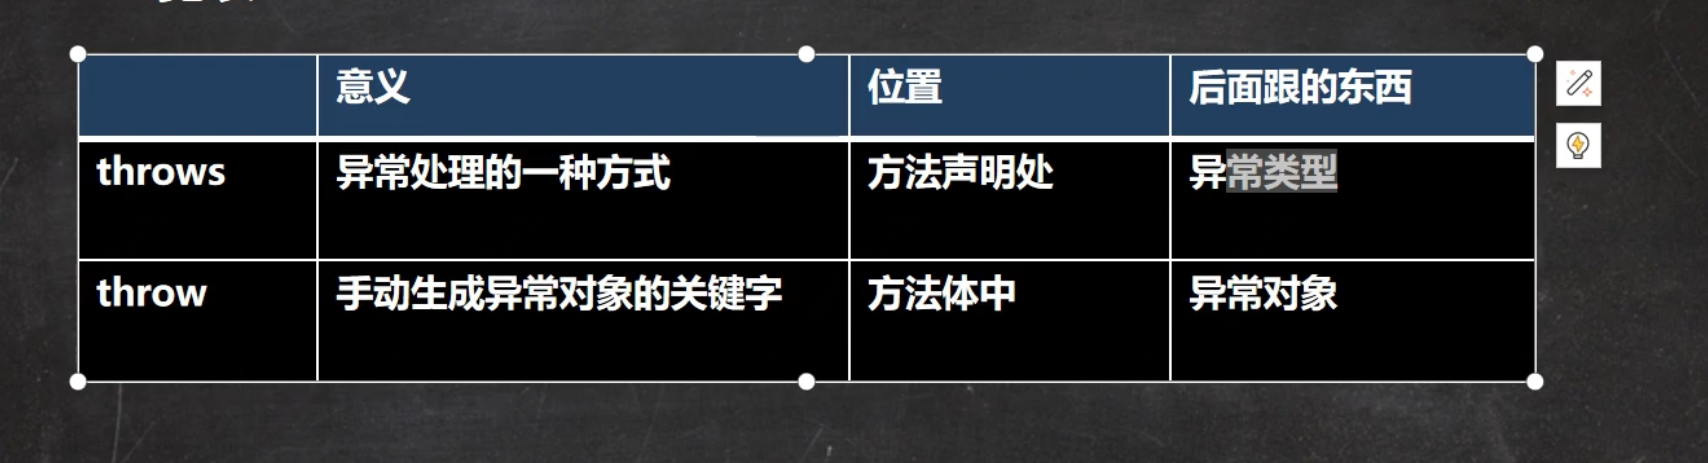 意义 位置 后面跟的东西
throws 异常处理的一种方式 方法声明处 异常类型
throw 手动生成异常对象的关键字 方法体中 异常对象